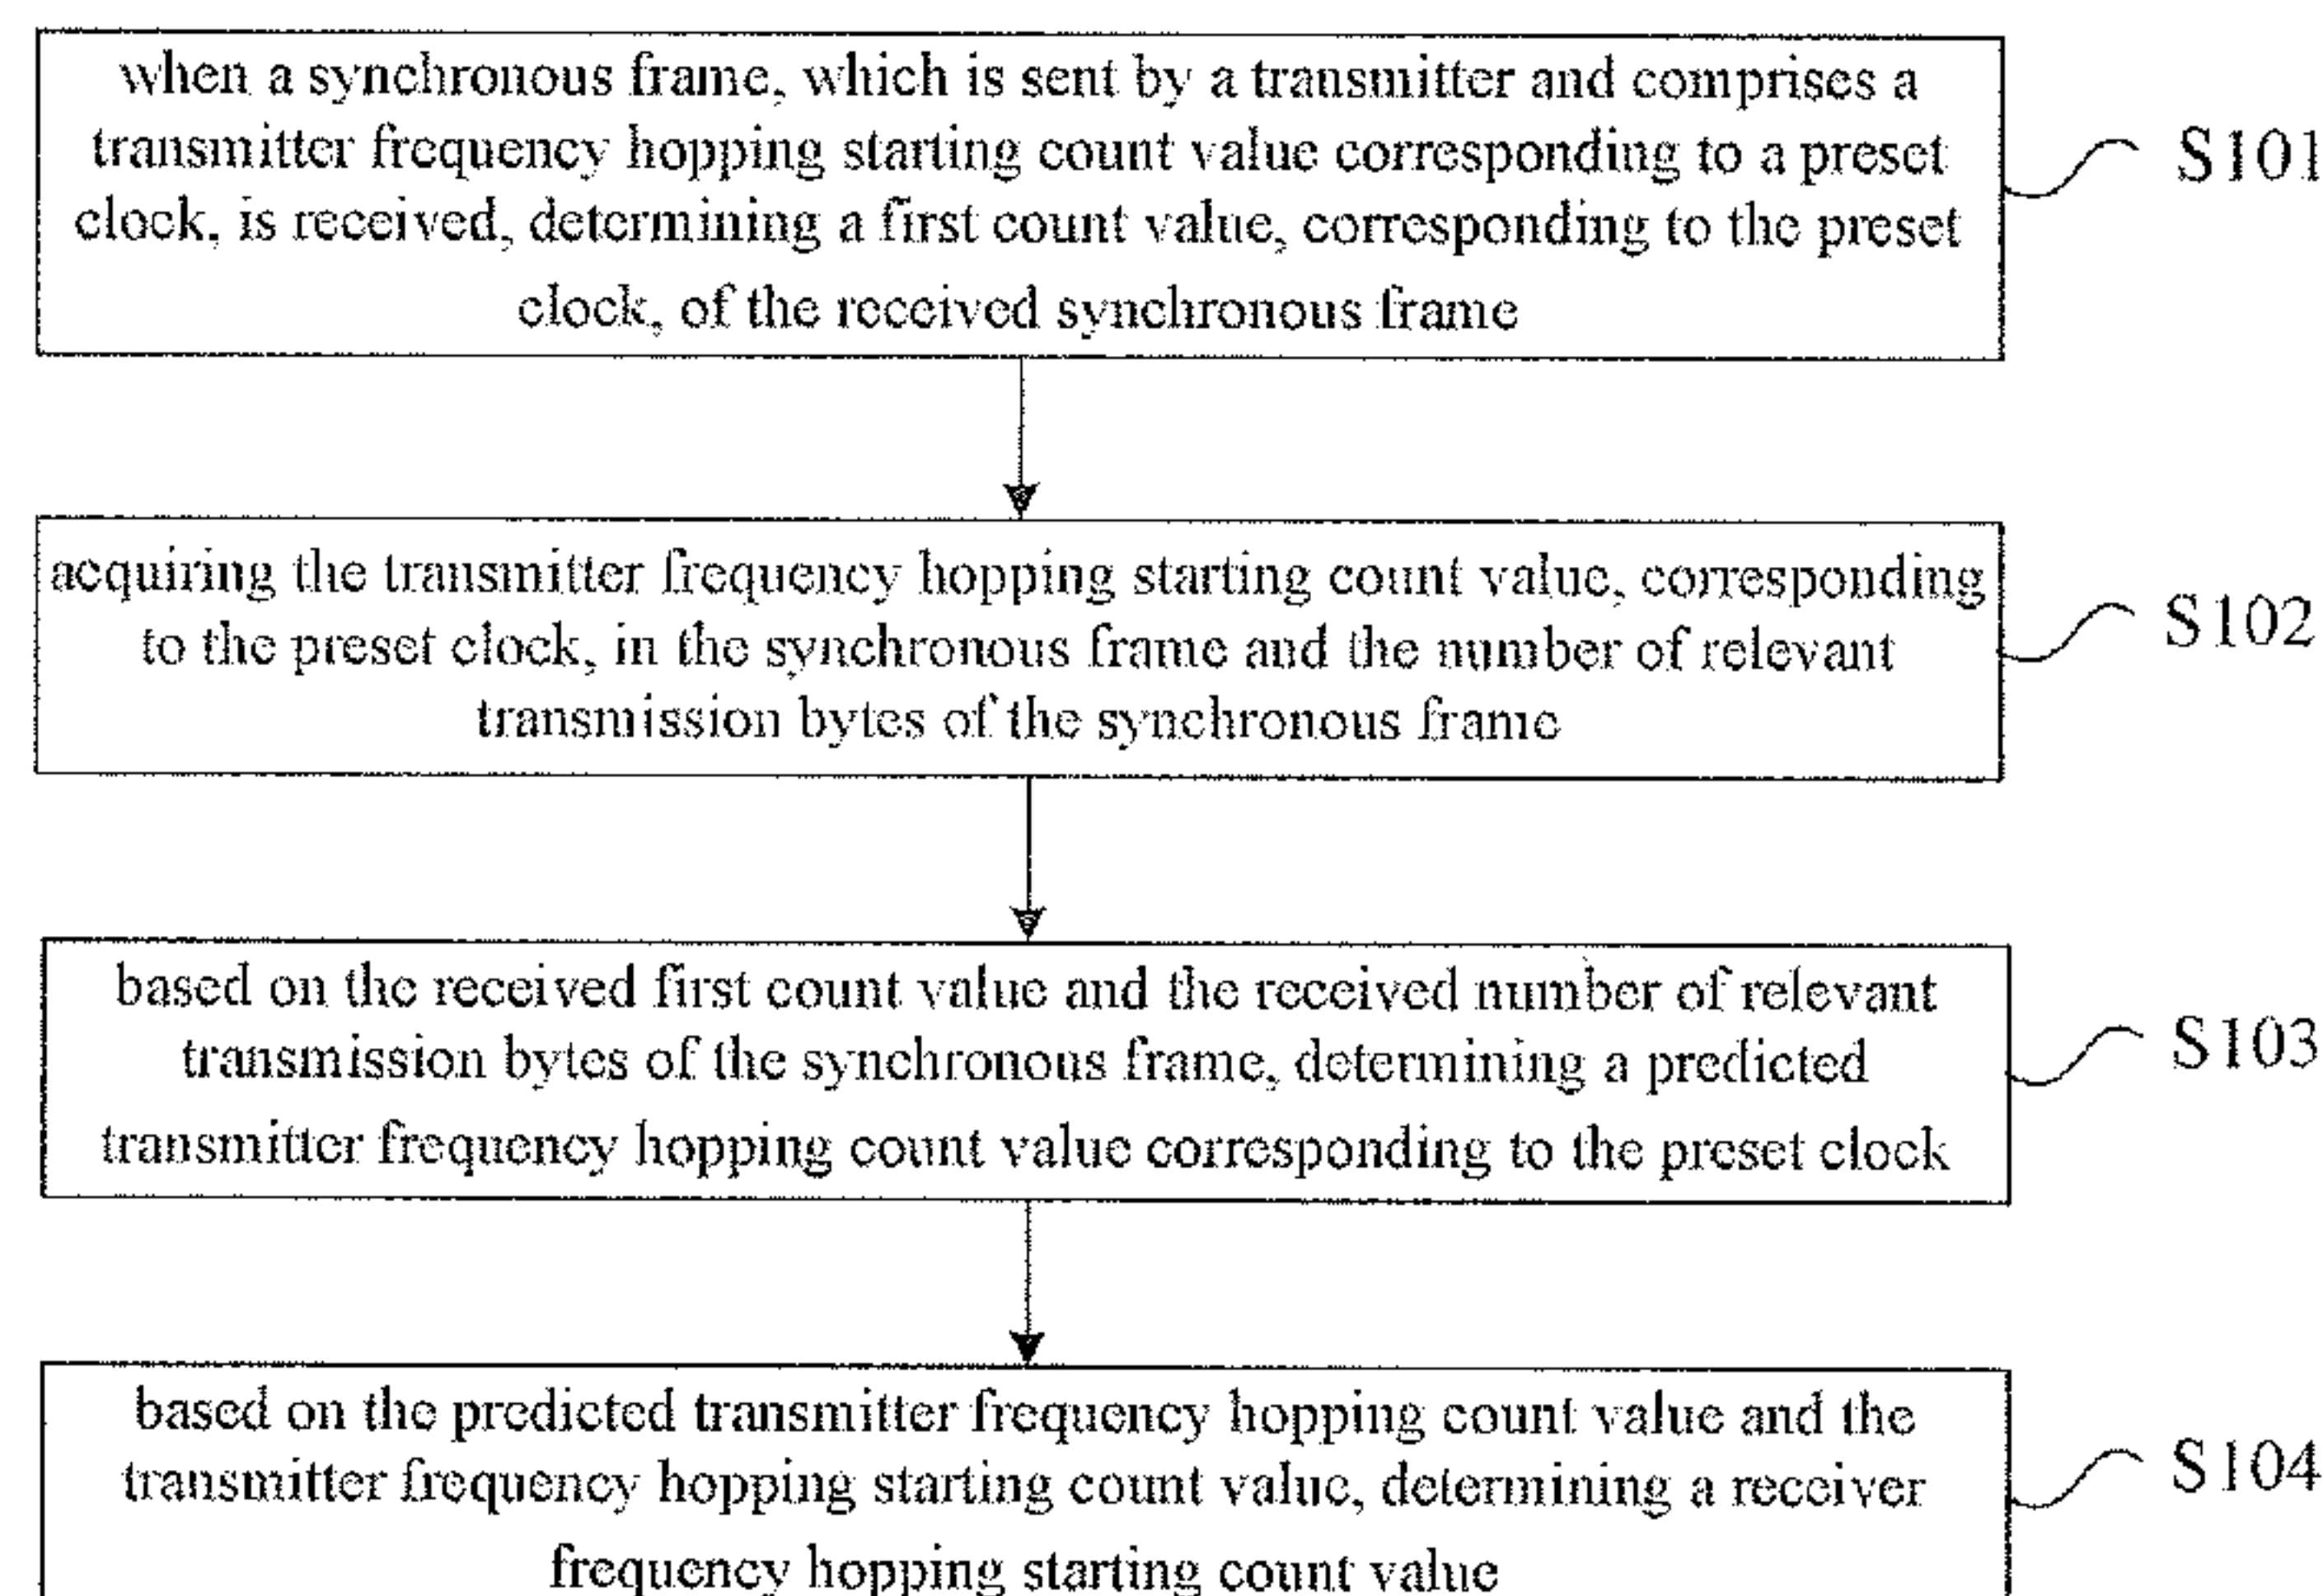 when a synchronous frame, which is sent by a transmitter and comprises a
transmitter frequency hopping starting count value corresponding to a preset
clock, is received, determining a first count value, corresponding to the preset
clock, of the received synchronous frame
S101
acquiring the transmitter frequency hopping starting count value, corresponding
to the preset clock, in the synchronous frame and the number of relevant
transmission bytes of the synchronous frame
S102
based on the received first count value and the received number of relevant
transmission bytes of the synchronous frame, determining a predicted
transmitter frequency hopping count value corresponding to the preset clock
S103
based on the predicted transmitter frequency hopping count value and the
transmitter frequency hopping starting count value, determining a receiver
frequency hopping starting count value
S104